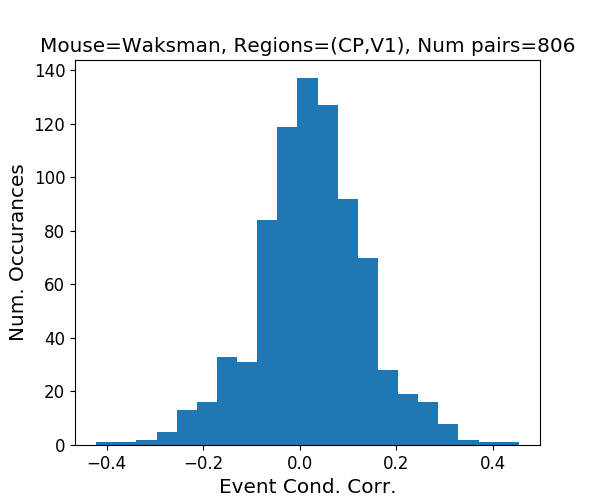 Mouse=Waksman, Regions=(CP,V1), Num pairs=806
140
120
100
80
60
40
20
0
Num. Occurances
−0.4 −0.2 0.0 0.2 0.4
Event Cond. Corr.